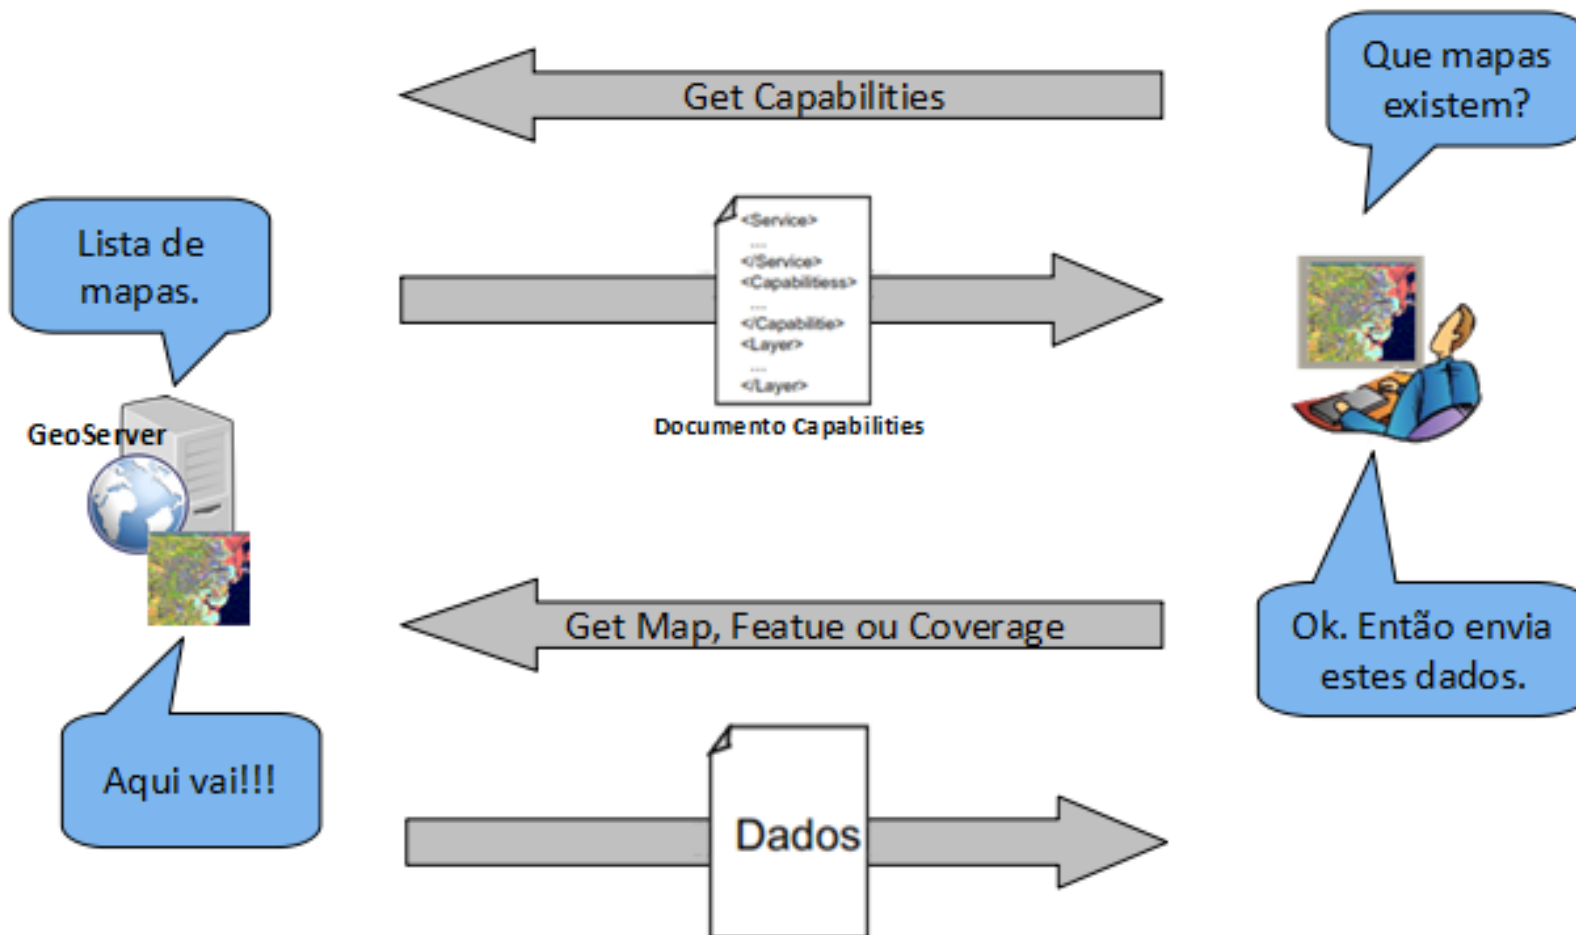 Get Capabilities
Que mapas
existem?
Lista de
mapas.
<Service>
...
</Service>
<Capabilitiess>
...
</Capabilitie>
<Layer>
...
</Layer>
Documento Capabilities
GeoServer
Get Map, Featue ou Coverage
Ok. Então envia
estes dados.
Aqui vai!!!
Dados